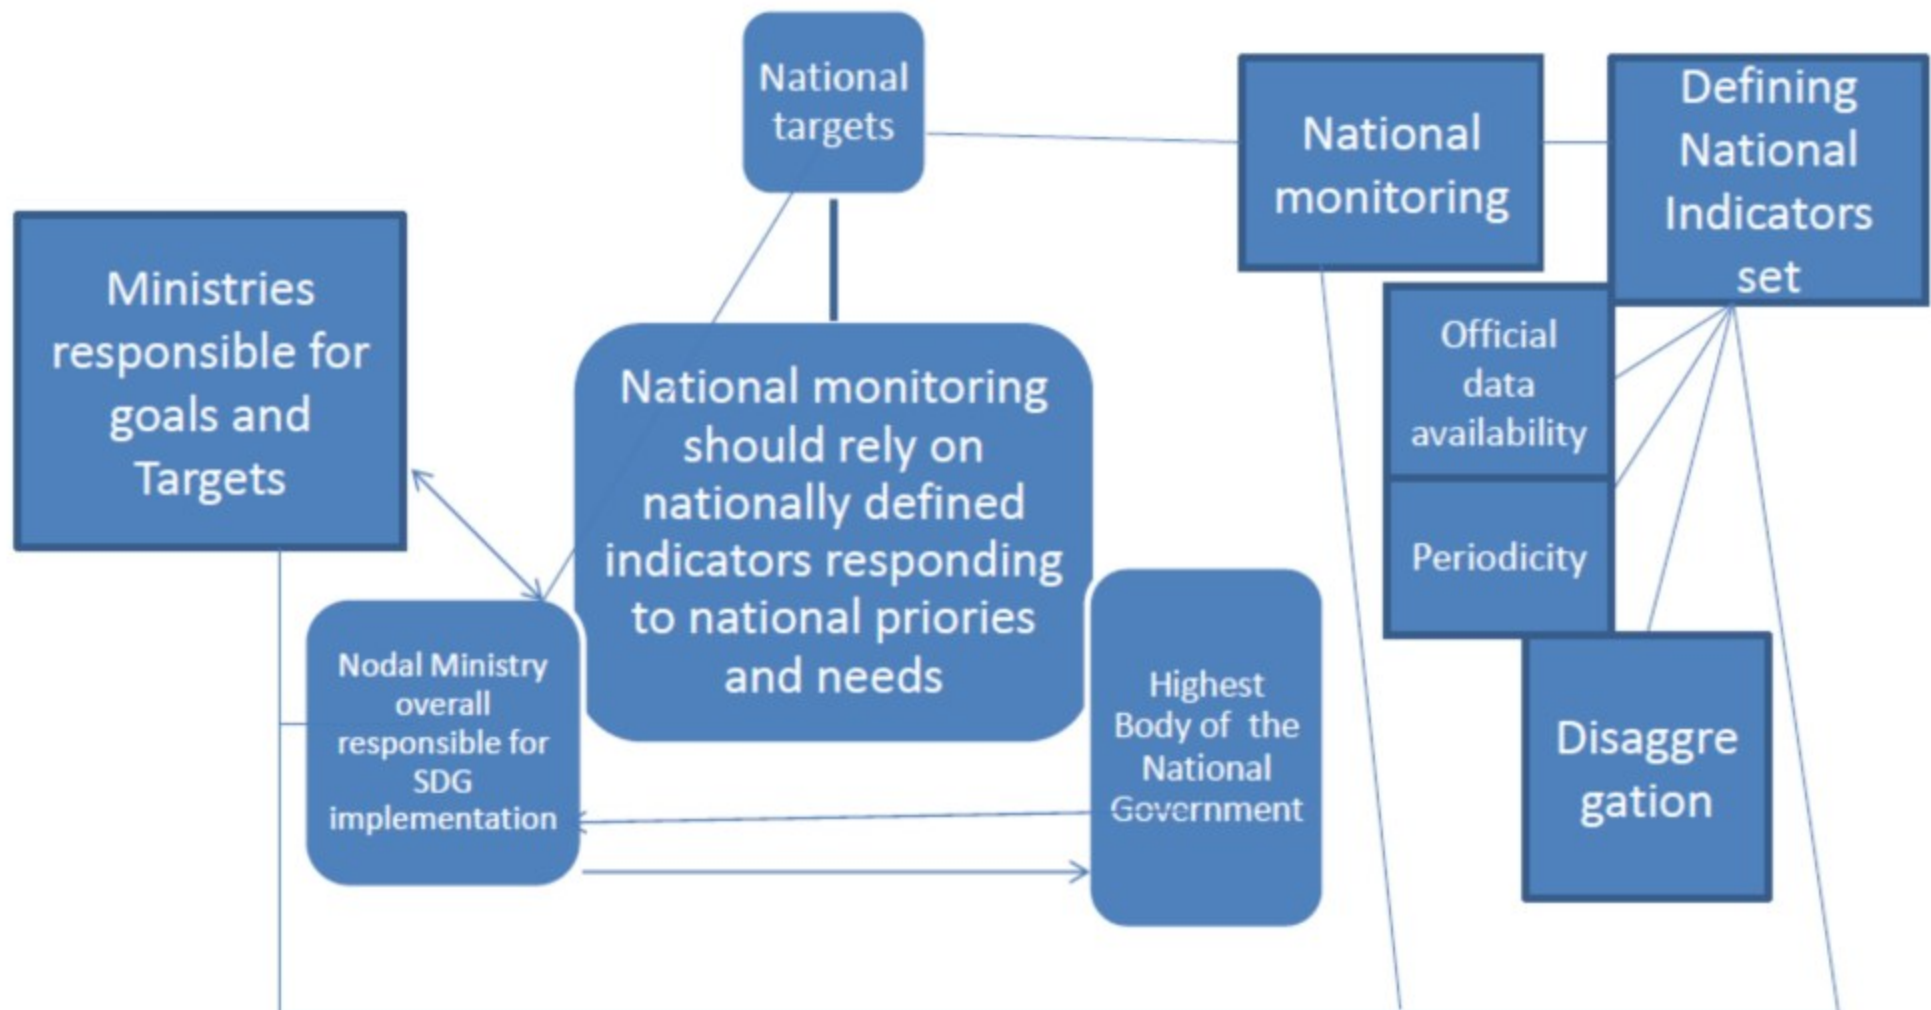 National
targets
National
monitoring
Defining
National
Indicators
set
Ministries
responsible for
goals and
Targets
National monitoring
should rely on
nationally defined
indicators responding
to national priories
and needs
Official
data
availability
Periodicity
Nodal Ministry
overall
responsible for
SDG
implementation
Highest
Body of the
National
Government
Disaggre
gation